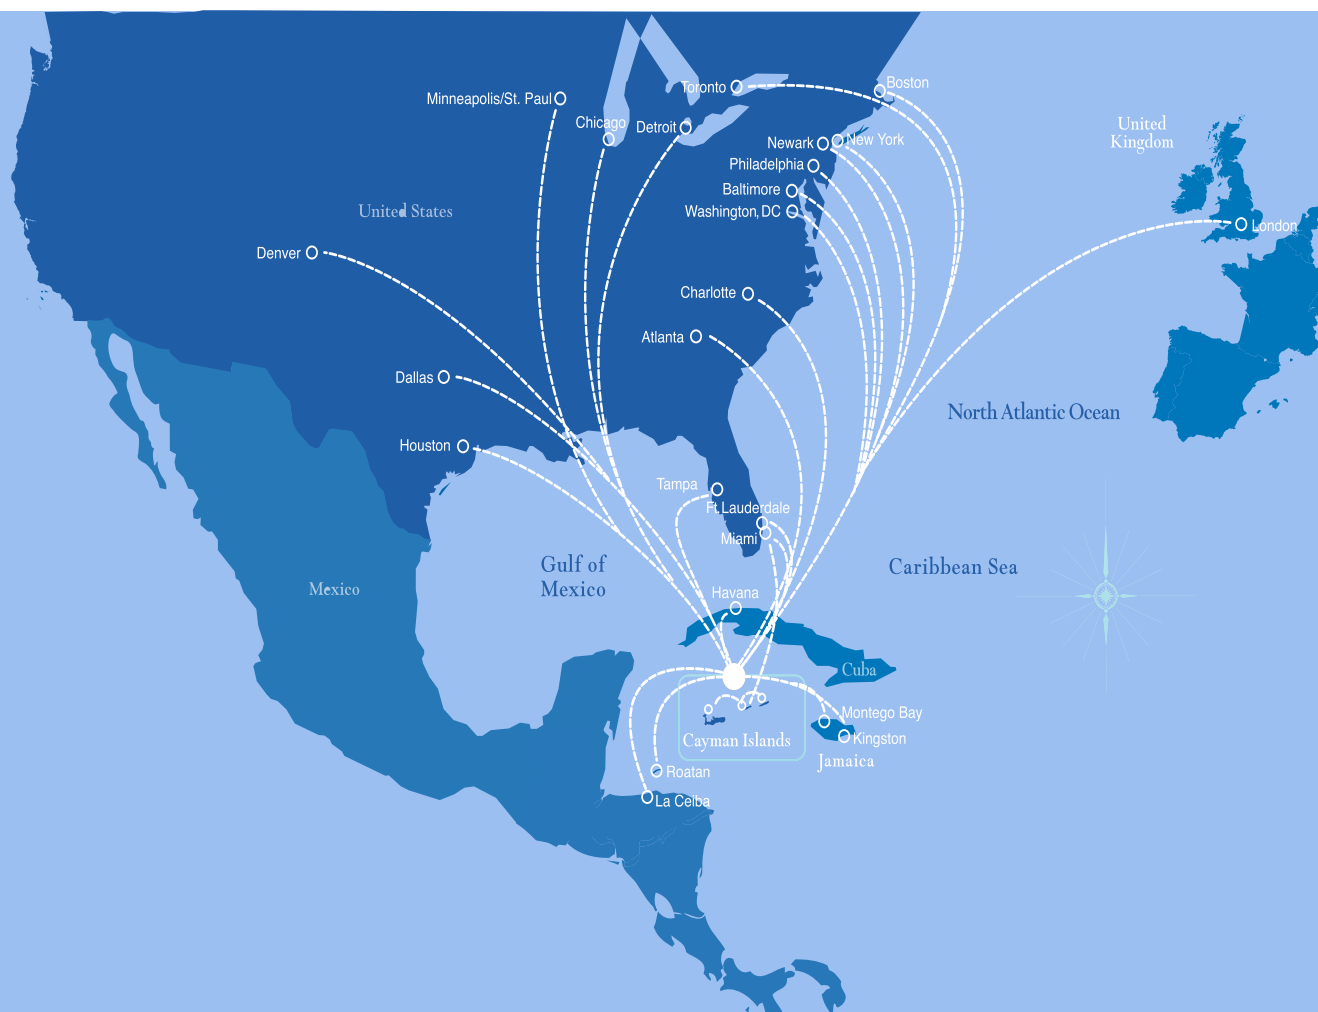 Toronto
Boston
Minneapolis/St. Paul
Chicago
Detroit
United
Kingdom
Newark
New York
Philadelphia
Baltimore
Washington, DC
United States
London
Denver
Charlotte
Atlanta
Dallas
North Atlantic Ocean
Houston
Tampa
Ft. Lauderdale
Miami
Gulf of
Mexico
Caribbean Sea
Mexico
Havana
Cuba
Montego Bay
Kingston
Cayman Islands
Jamaica
Roatan
La Ceiba